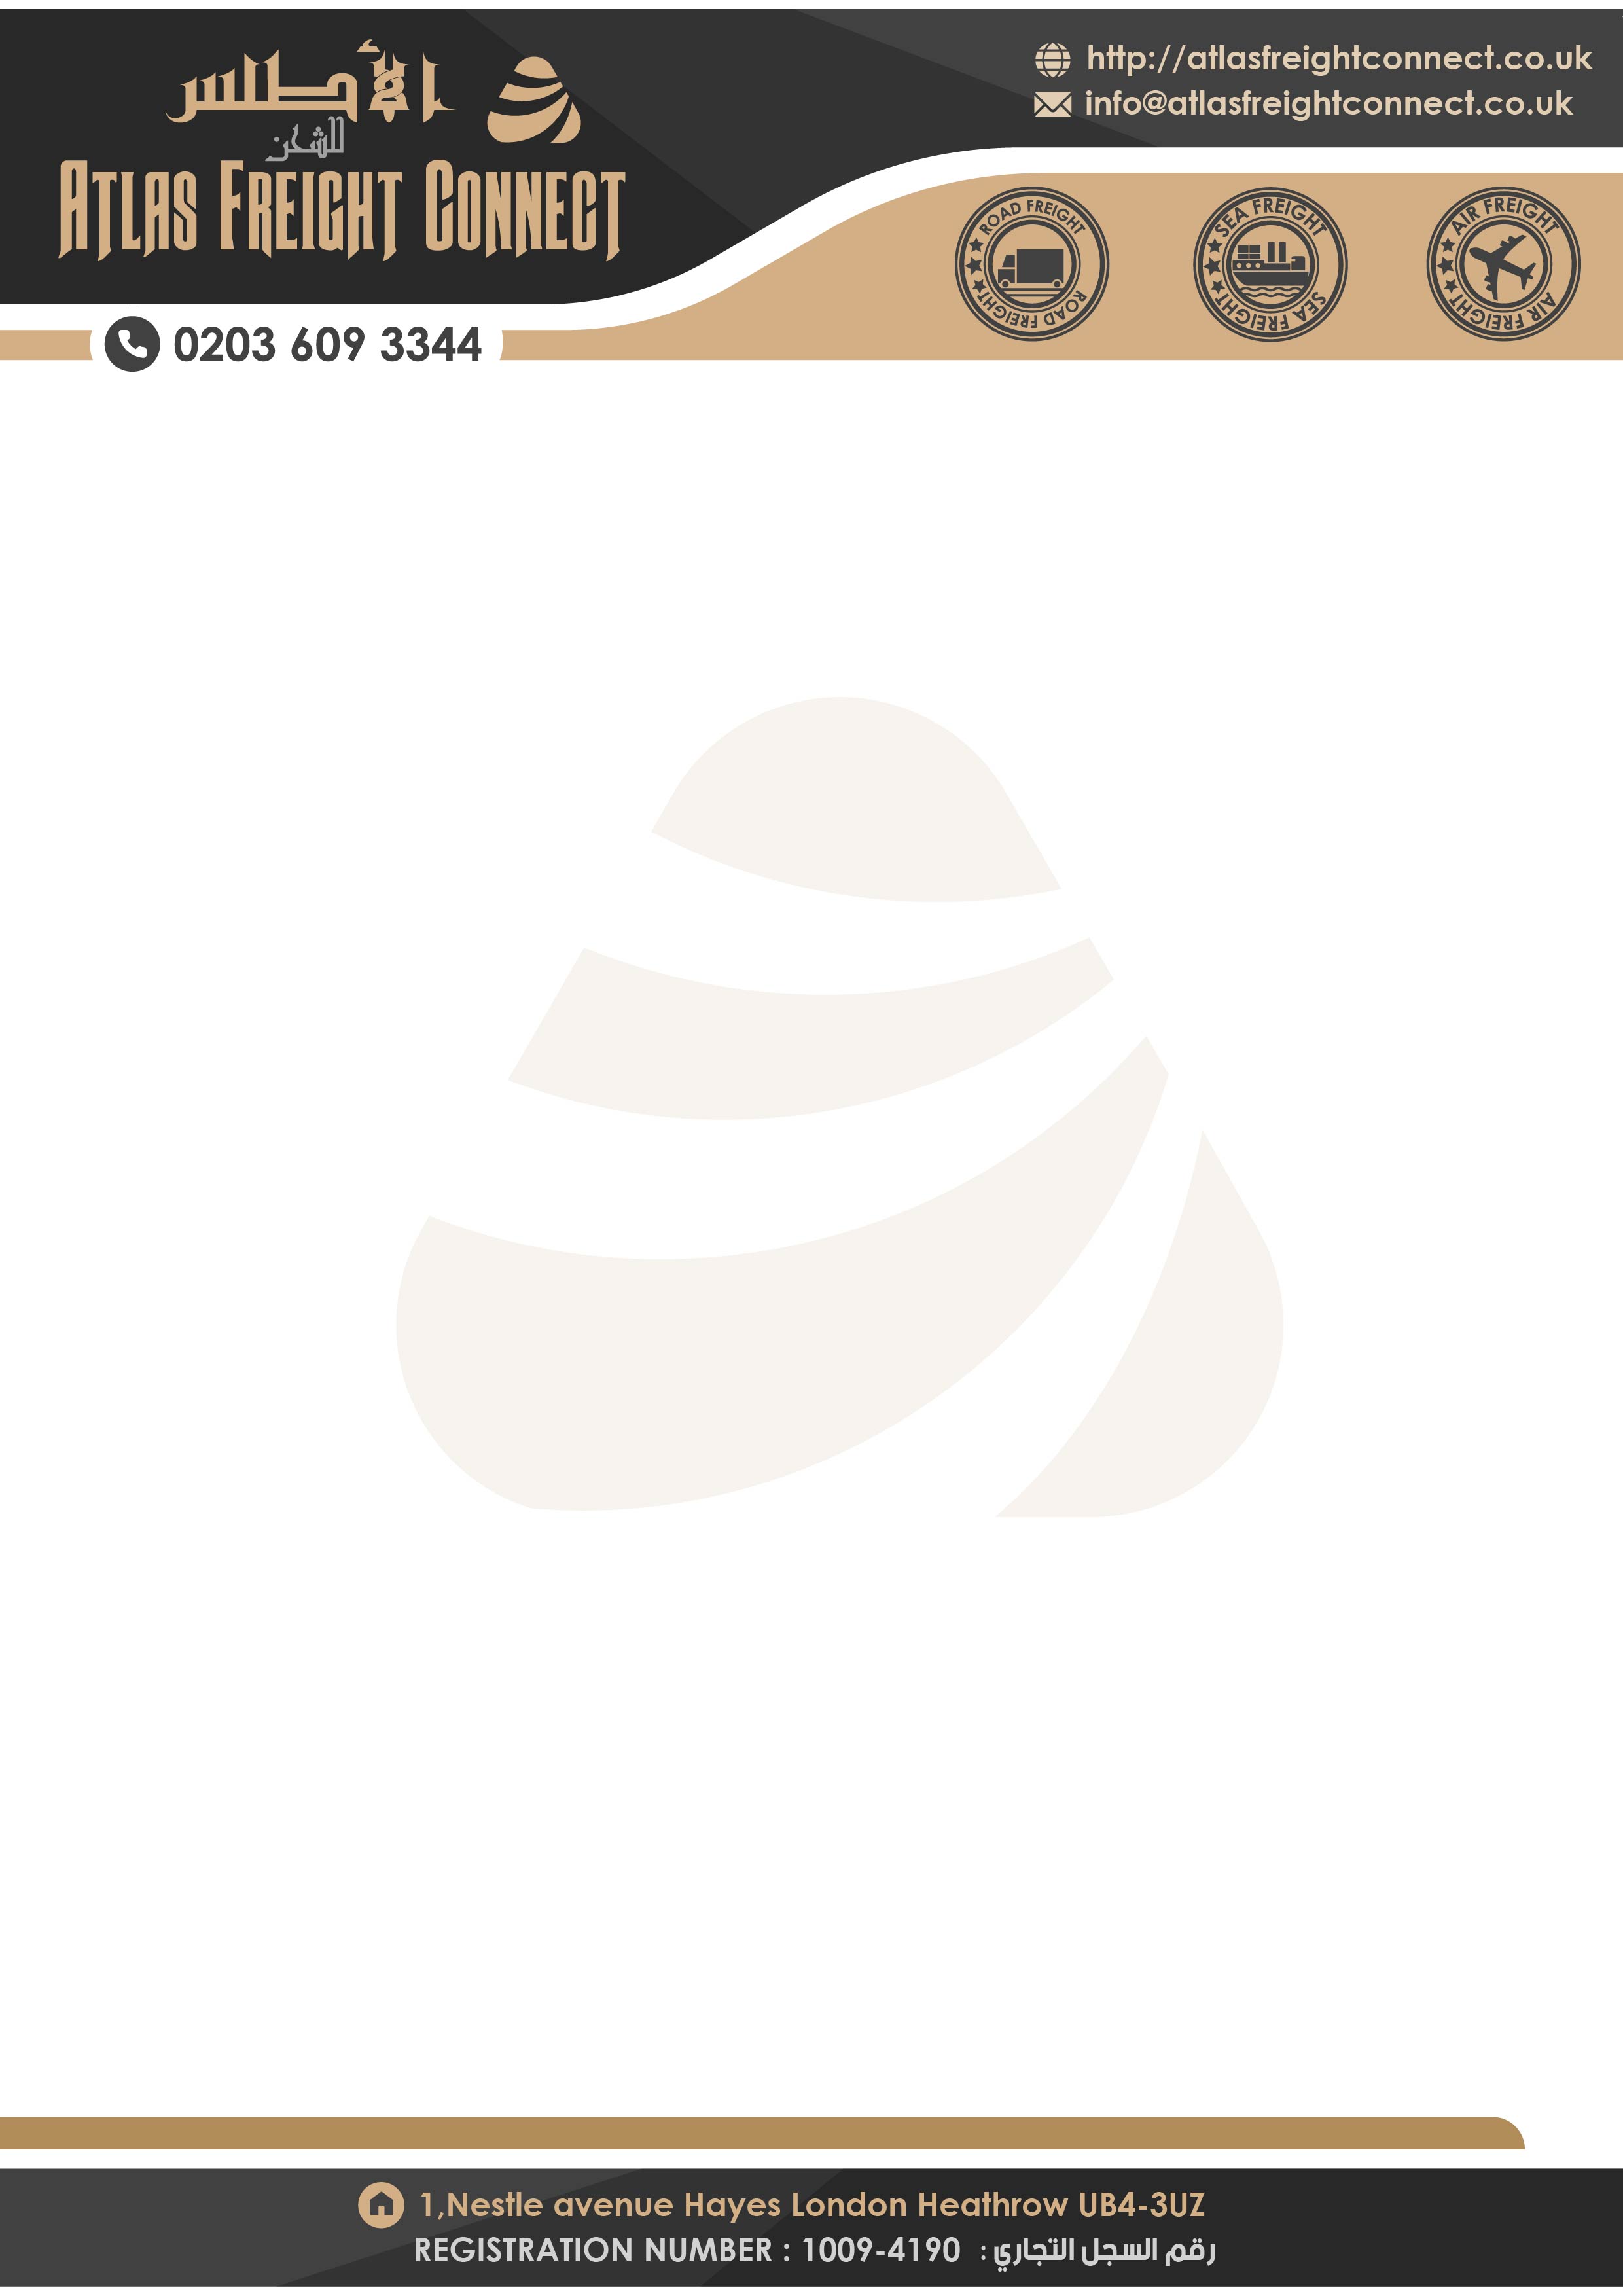 الأطلس
للشحن
ATLAS FREIGHT CONNECT
http://atlasfreightconnect.co.uk
info@atlasfreightconnect.co.uk
ROAD FREIGHT
ROAD FREIGHT
SEA FREIGHT
SEA FREIGHT
AIR FREIGHT
AIR FREIGHT
0203 609 3344
1,Nestle avenue Hayes London Heathrow UB4-3UZ
REGISTRATION NUMBER : 1009-4190 : رقم السجل التجاري